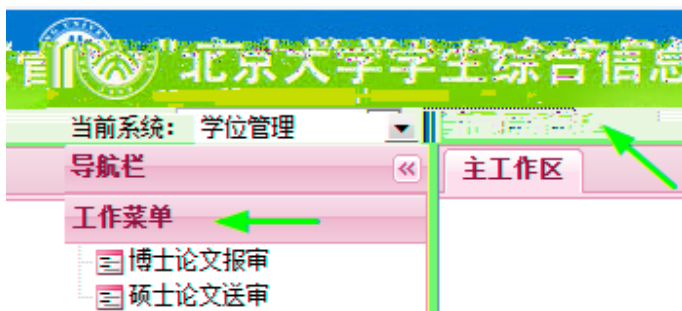 北京大学学生综合信息
当前系统： 学位管理
导航栏
主工作区
工作菜单
博士论文报审
硕士论文送审